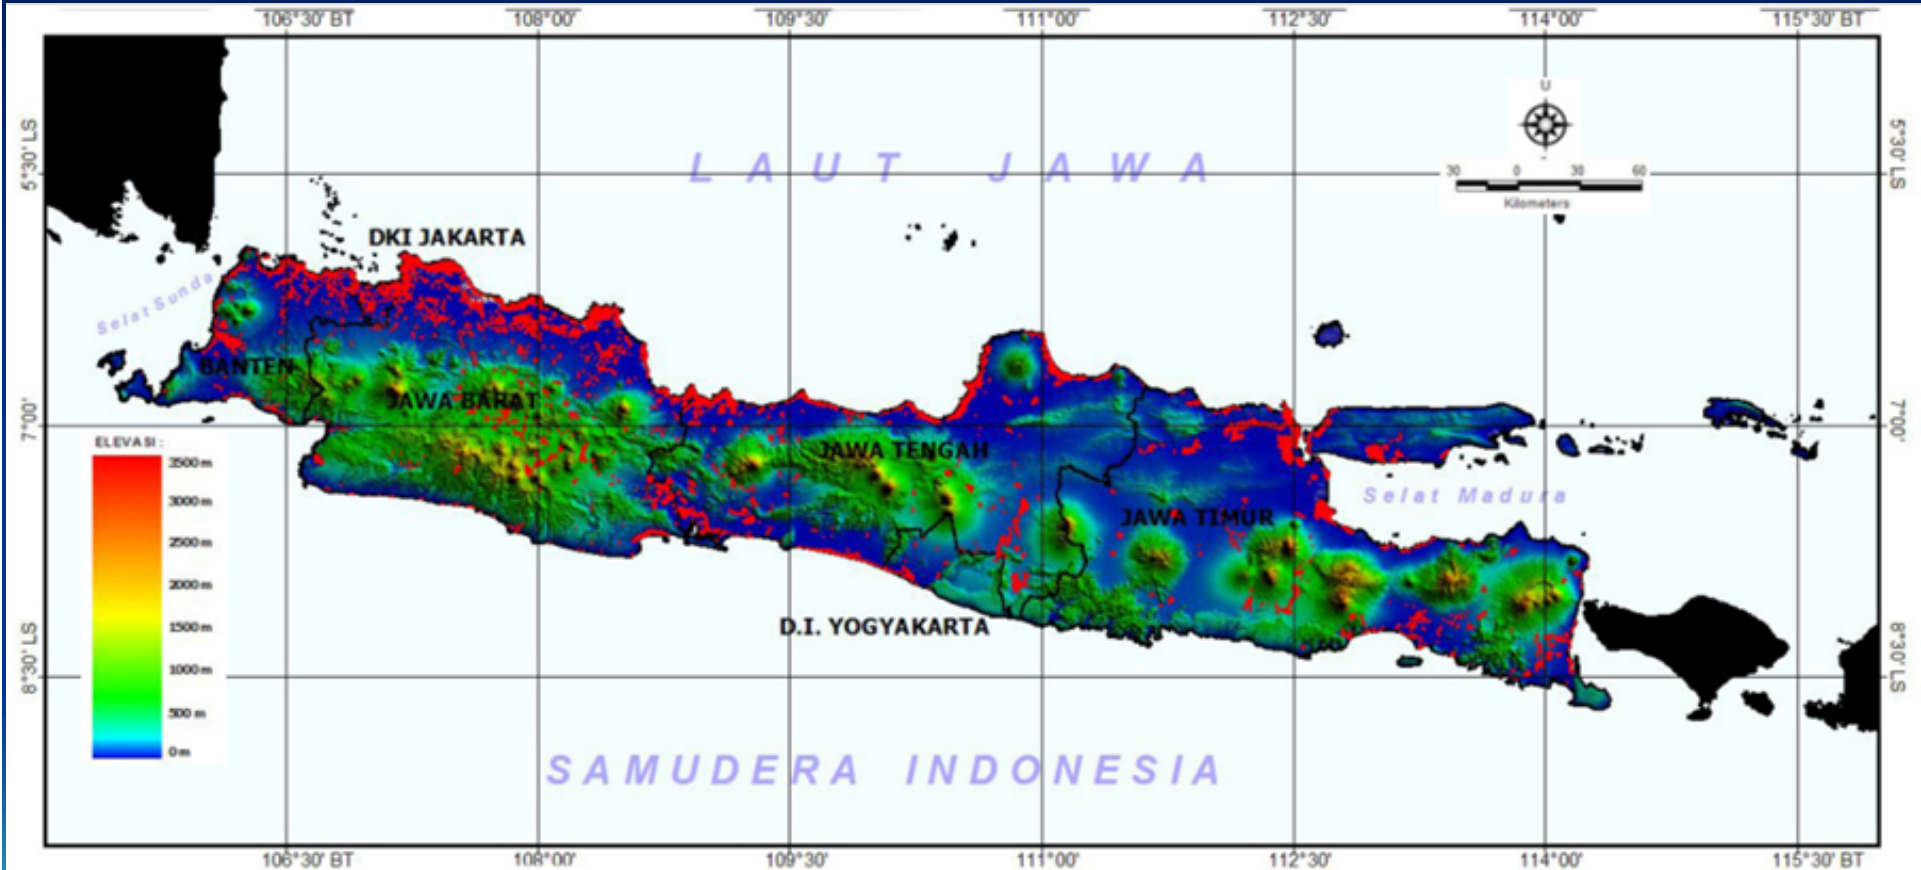 106°30' BT 108°00' 109°30' 111°00' 112°30' 114°00' 115°30' BT
U
5°30' LS
LAUT JAWA
5°30' LS
30 0 30 60
Kilometers
DKI JAKARTA
Selat Sunda
BANTEN
JAWA BARAT
7°00'
7°00'
JAWA TENGAH
ELEVASI :
3500 m
3000 m
2500 m
2000 m
1500 m
1000 m
500 m
0 m
Selat Madura
JAWA TIMUR
D.I. YOGYAKARTA
8°30' LS
8°30' LS
SAMUDERA INDONESIA
106°30' BT 108°00' 109°30' 111°00' 112°30' 114°00' 115°30' BT